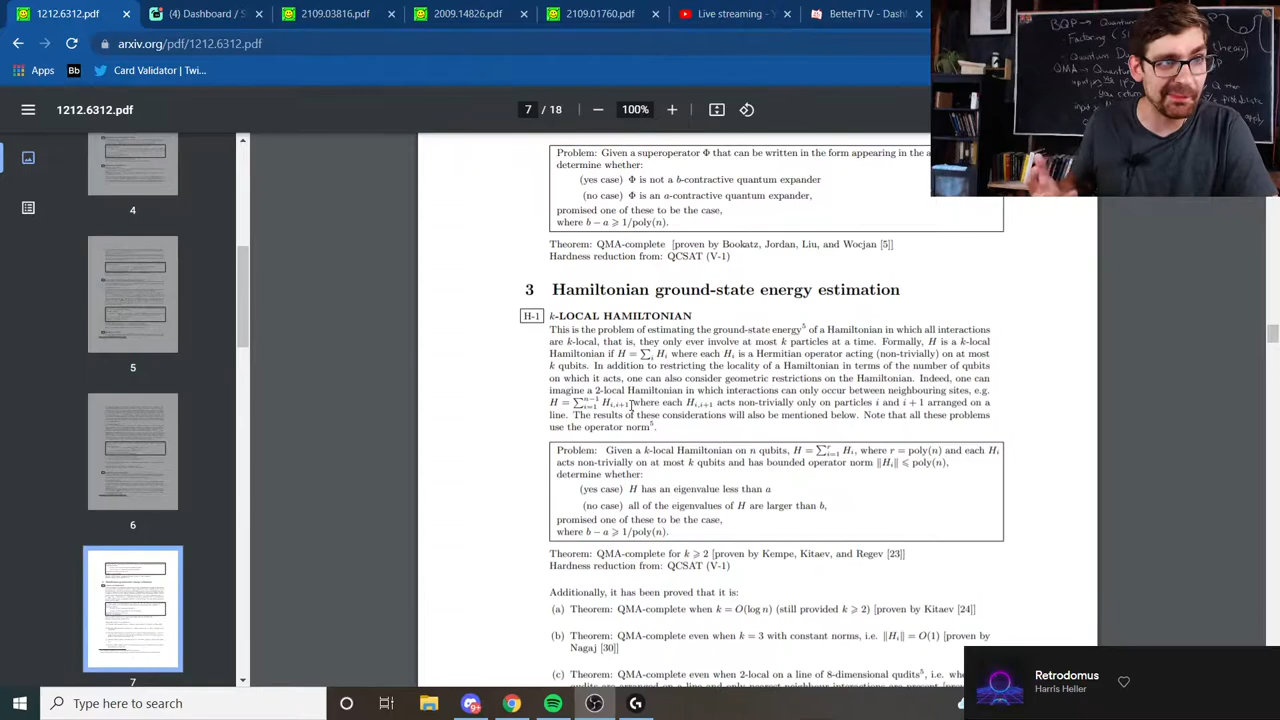 (4) Dashboard / S
2109.03816.pdf
2009.14826.pdf
2109.01760.pdf
Live streaming - Y
BetterTTV - Dash
arxiv.org/pdf/1212.6312.pdf
Apps
Bb
Card Validator | Twi...
BQP → Quantum
Factoring
Quantum
theory)
QMA → Quantum
1212.6312.pdf
7 / 18
100%
4
5
6
7
Problem: Given a superoperator Φ that can be written in the form appearing in the a
determine whether:
(yes case) Φ is not a b-contractive quantum expander
(no case) Φ is an a-contractive quantum expander,
promised one of these to be the case,
where b − a ⩾ 1/poly(n).
Theorem: QMA-complete [proven by Bookatz, Jordan, Liu, and Wocjan [5]]
Hardness reduction from: QCSAT (V-1)
3 Hamiltonian ground-state energy estimation
H-1 k-LOCAL HAMILTONIAN
This is the problem of estimating the ground-state energy⁵ of a Hamiltonian in which all interactions
are k-local, that is, they only ever involve at most k particles at a time. Formally, H is a k-local
Hamiltonian if H = ∑ᵢ Hᵢ where each Hᵢ is a Hermitian operator acting (non-trivially) on at most
k qubits. In addition to restricting the locality of a Hamiltonian in terms of the number of qubits
on which it acts, one can also consider geometric restrictions on the Hamiltonian. Indeed, one can
imagine a 2-local Hamiltonian in which interactions can only occur between neighbouring sites, e.g.
H = ∑ᵢ₌₁ⁿ⁻¹ Hᵢ,ᵢ₊₁ where each Hᵢ,ᵢ₊₁ acts non-trivially only on particles i and i + 1 arranged on a
line. The results of these considerations will also be mentioned below. Note that all these problems
use the operator norm⁵.
Problem: Given a k-local Hamiltonian on n qubits, H = ∑ᵢ₌₁ʳ Hᵢ, where r = poly(n) and each Hᵢ
acts non-trivially on at most k qubits and has bounded operator norm ‖Hᵢ‖ ⩽ poly(n),
determine whether:
(yes case) H has an eigenvalue less than a
(no case) all of the eigenvalues of H are larger than b,
promised one of these to be the case,
where b − a ⩾ 1/poly(n).
Theorem: QMA-complete for k ⩾ 2 [proven by Kempe, Kitaev, and Regev [23]]
Hardness reduction from: QCSAT (V-1)
Additionally, it has been proved that it is:
(a) Theorem: QMA-complete when k = O(log n) (still provided k ⩾ 2) [proven by Kitaev [24]]
(b) Theorem: QMA-complete even when k = 3 with constant norms, i.e. ‖Hᵢ‖ = O(1) [proven by
Nagaj [30]]
(c) Theorem: QMA-complete even when 2-local on a line of 8-dimensional qudits⁵, i.e. wh
Retrodomus
Harris Heller
Type here to search